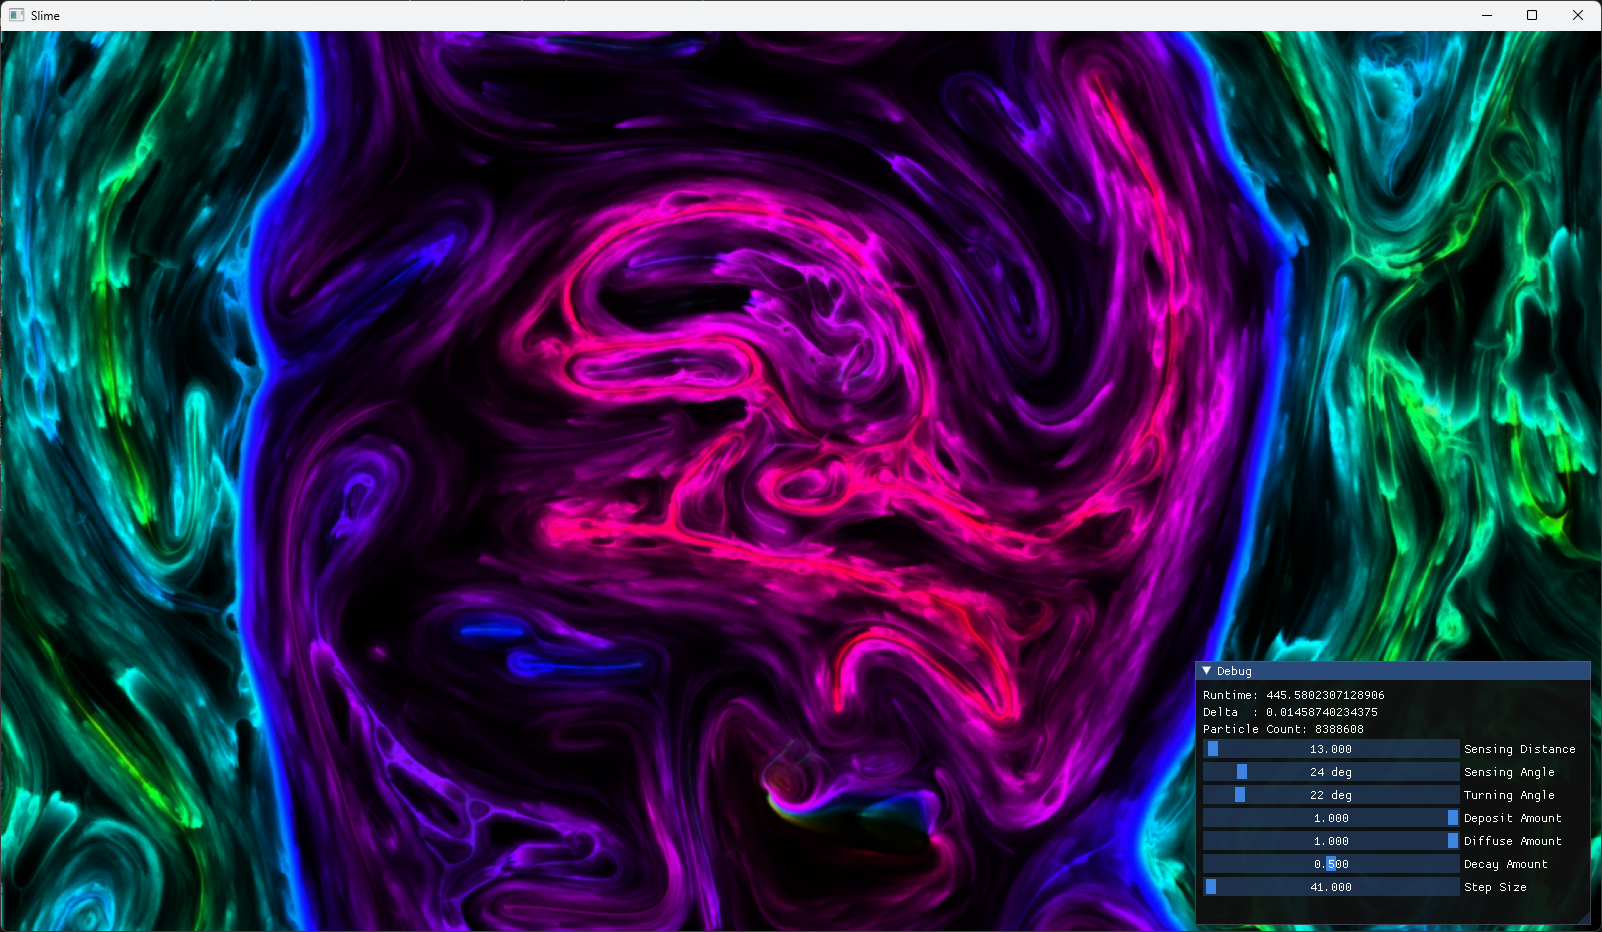 Slime
Debug
Runtime: 445.5802307128906
Delta  : 0.01458740234375
Particle Count: 8388608
13.000 Sensing Distance
24 deg Sensing Angle
22 deg Turning Angle
1.000 Deposit Amount
1.000 Diffuse Amount
0.500 Decay Amount
41.000 Step Size